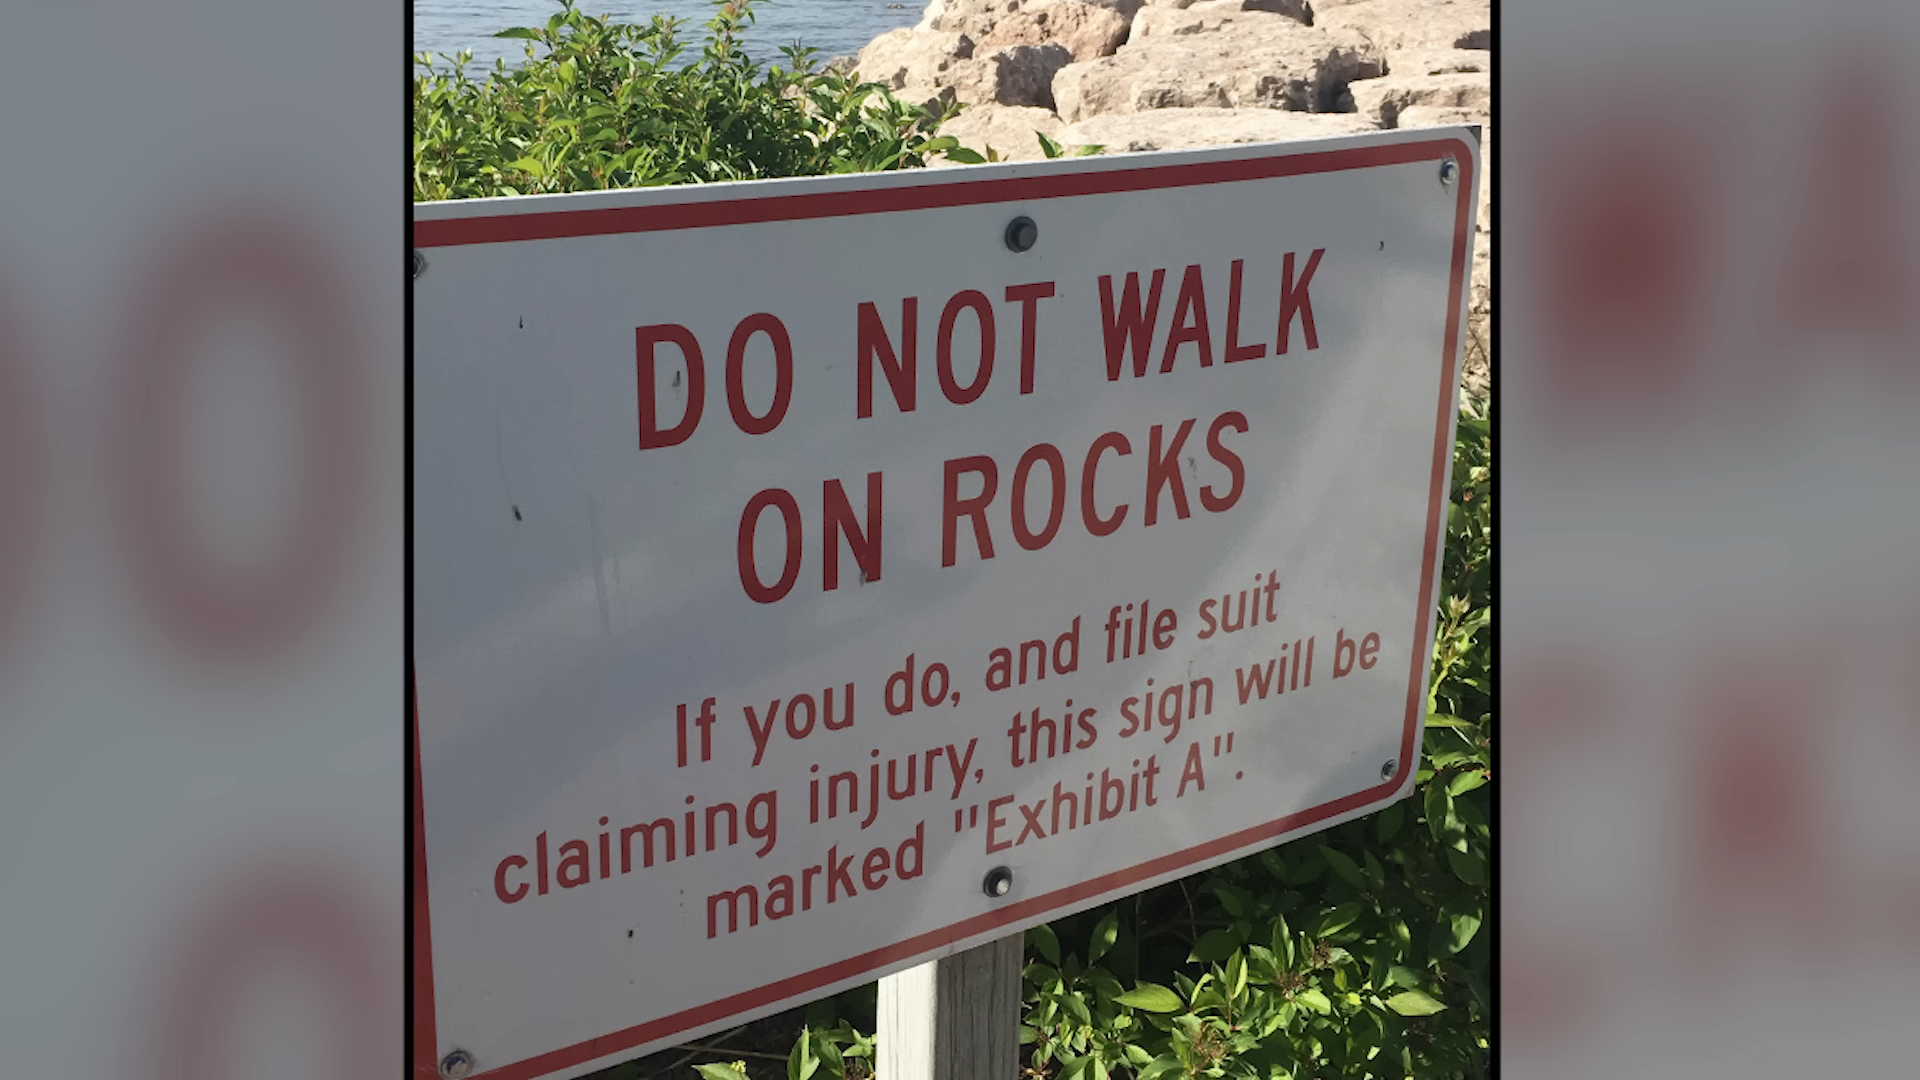 DO NOT WALK
ON ROCKS
If you do, and file suit
claiming injury, this sign will be
marked "Exhibit A".